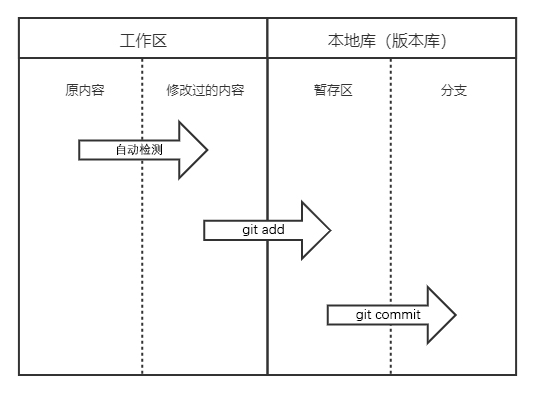 工作区
本地库（版本库）
原内容
修改过的内容
暂存区
分支
自动检测
git add
git commit